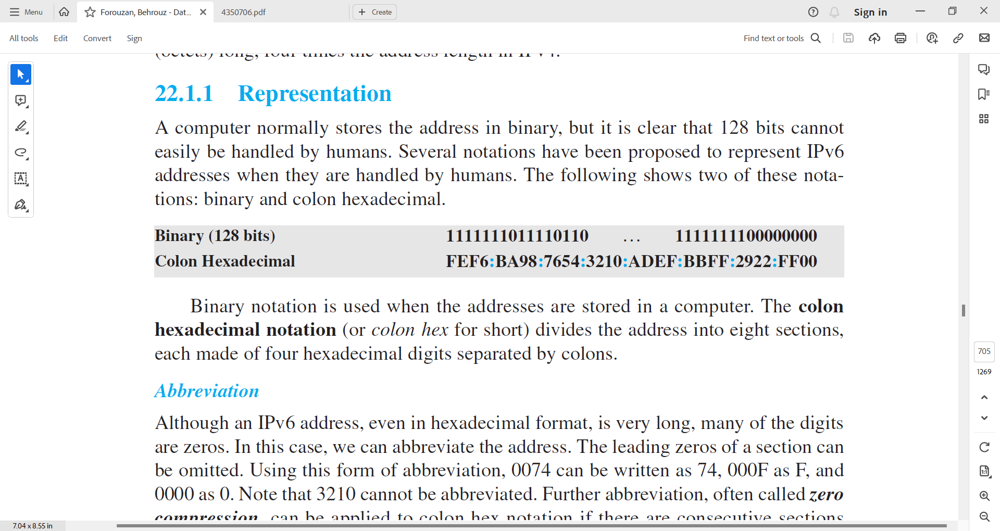 Menu
Forouzan, Behrouz - Dat...
4350706.pdf
Create
Sign in
All tools
Edit
Convert
Sign
Find text or tools
(octets) long, four times the address length in IPv4.
22.1.1 Representation
A computer normally stores the address in binary, but it is clear that 128 bits cannot
easily be handled by humans. Several notations have been proposed to represent IPv6
addresses when they are handled by humans. The following shows two of these nota-
tions: binary and colon hexadecimal.
Binary (128 bits) 1111111011110110 ... 1111111100000000
Colon Hexadecimal FEF6:BA98:7654:3210:ADEF:BBFF:2922:FF00
Binary notation is used when the addresses are stored in a computer. The colon
hexadecimal notation (or colon hex for short) divides the address into eight sections,
each made of four hexadecimal digits separated by colons.
Abbreviation
Although an IPv6 address, even in hexadecimal format, is very long, many of the digits
are zeros. In this case, we can abbreviate the address. The leading zeros of a section can
be omitted. Using this form of abbreviation, 0074 can be written as 74, 000F as F, and
0000 as 0. Note that 3210 cannot be abbreviated. Further abbreviation, often called zero
compression, can be applied to colon hex notation if there are consecutive sections
705
1269
7.04 x 8.55 in